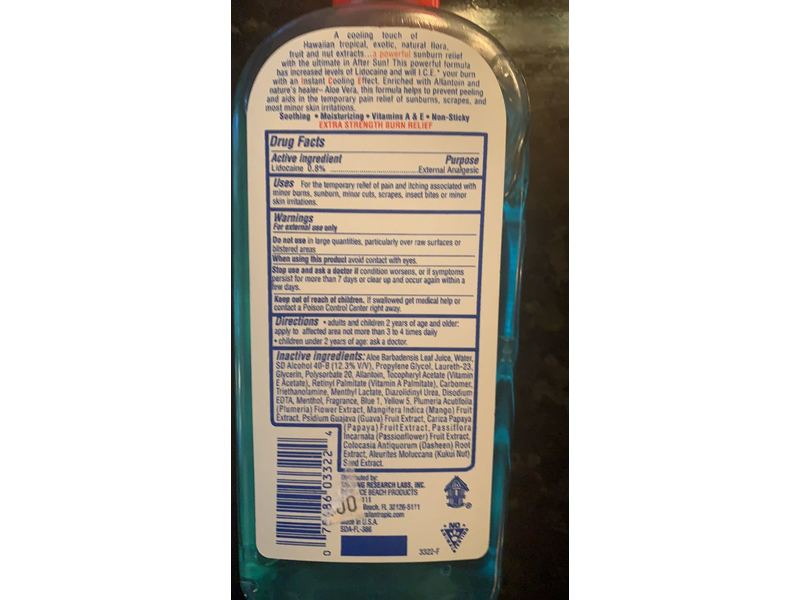 A cooling touch of
Hawaiian tropical, exotic, natural flora,
fruit and nut extracts...a powerful sunburn relief
with the ultimate in After Sun! This powerful formula
has increased levels of Lidocaine and will I.C.E.* your burn
with an Instant Cooling Effect. Enriched with Allantoin and
nature's healer– Aloe Vera, this formula helps to prevent peeling
and aids in the temporary pain relief of sunburns, scrapes, and
most minor skin irritations.
Soothing • Moisturizing • Vitamins A & E • Non-Sticky
EXTRA STRENGTH BURN RELIEF
Drug Facts
Active ingredient Purpose
Lidocaine 0.8% ........................External Analgesic
Uses For the temporary relief of pain and itching associated with
minor burns, sunburn, minor cuts, scrapes, insect bites or minor
skin irritations.
Warnings
For external use only
Do not use in large quantities, particularly over raw surfaces or
blistered areas
When using this product avoid contact with eyes.
Stop use and ask a doctor if condition worsens, or if symptoms
persist for more than 7 days or clear up and occur again within a
few days.
Keep out of reach of children. If swallowed get medical help or
contact a Poison Control Center right away.
Directions • adults and children 2 years of age and older:
apply to affected area not more than 3 to 4 times daily
• children under 2 years of age: ask a doctor.
Inactive ingredients: Aloe Barbadensis Leaf Juice, Water,
SD Alcohol 40-B (12.3% V/V), Propylene Glycol, Laureth-23,
Glycerin, Polysorbate 20, Allantoin, Tocopheryl Acetate (Vitamin
E Acetate), Retinyl Palmitate (Vitamin A Palmitate), Carbomer,
Triethanolamine, Menthyl Lactate, Diazolidinyl Urea, Disodium
EDTA, Menthol, Fragrance, Blue 1, Yellow 5, Plumeria Acutifolia
(Plumeria) Flower Extract, Mangifera Indica (Mango) Fruit
Extract, Psidium Guajava (Guava) Fruit Extract, Carica Papaya
(Papaya) Fruit Extract, Passiflora
Incarnata (Passionflower) Fruit Extract,
Colocasia Antiquorum (Dasheen) Root
Extract, Aleurites Moluccana (Kukui Nut)
Seed Extract.
Distributed by:
RESEARCH LABS, INC.
BEACH PRODUCTS
Beach, FL 32126-5111
Made in U.S.A.
SDA-FL-386
3322-F
NO